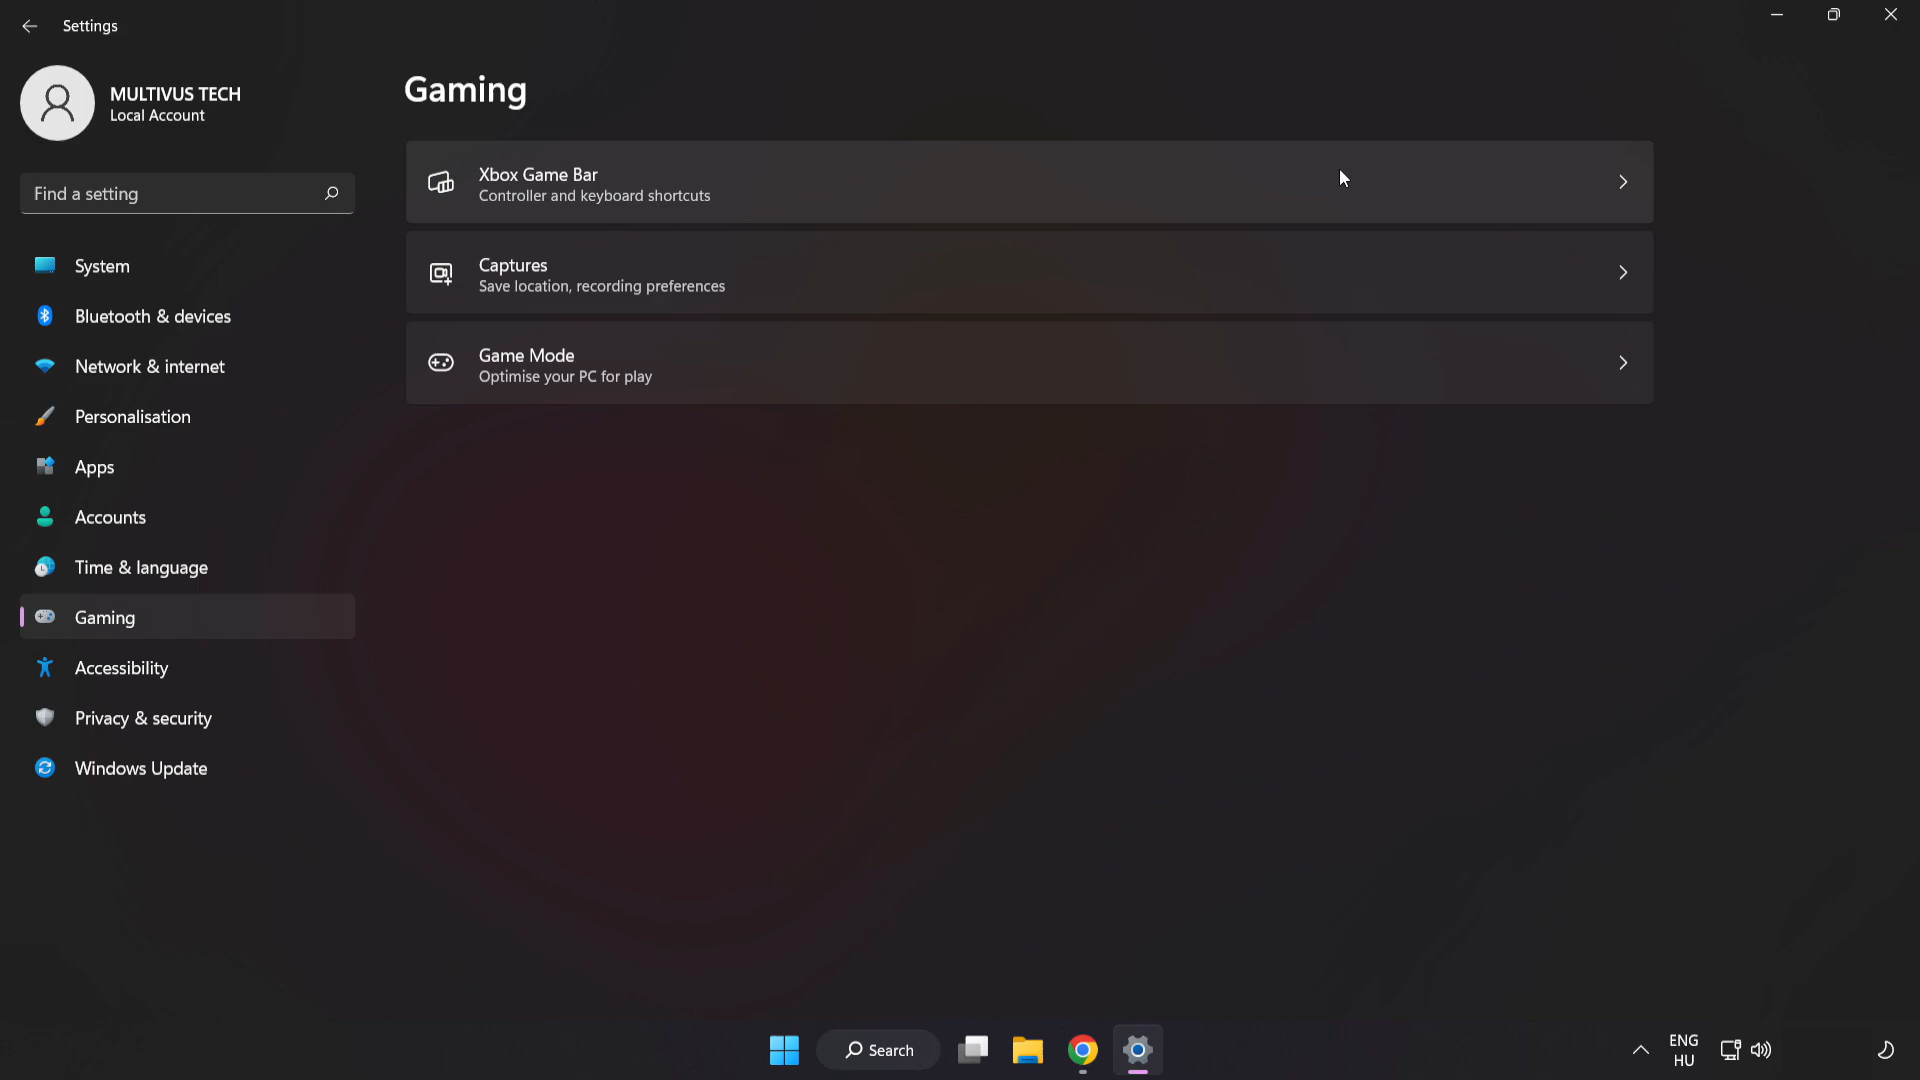 Settings
MULTIVUS TECH
Local Account
Find a setting
System
Bluetooth & devices
Network & internet
Personalisation
Apps
Accounts
Time & language
Gaming
Accessibility
Privacy & security
Windows Update
Gaming
Xbox Game Bar
Controller and keyboard shortcuts
Captures
Save location, recording preferences
Game Mode
Optimise your PC for play
Search
ENG
HU